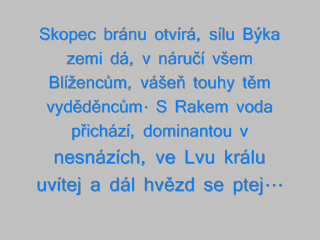 Skopec bránu otvírá, sílu Býka
zemi dá, v náručí všem
Blížencům, vášeň touhy těm
vyděděncům. S Rakem voda
přichází, dominantou v
nesnázích, ve Lvu králu
uvítej a dál hvězd se ptej...